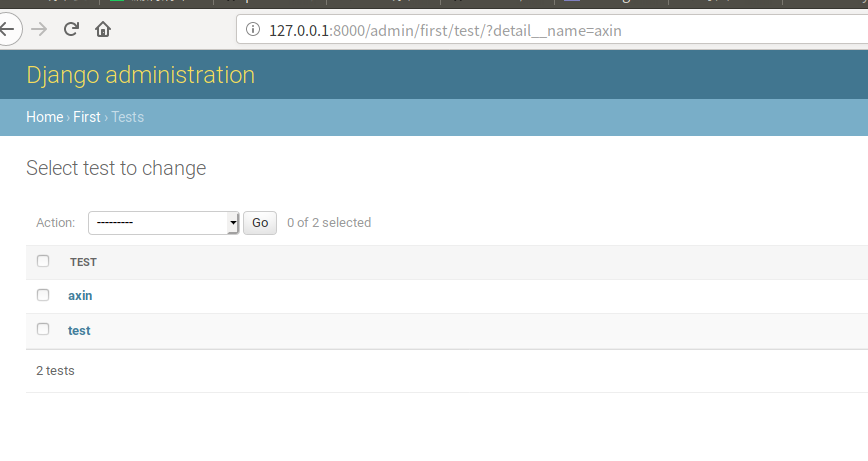 127.0.0.1:8000/admin/first/test/?detail__name=axin
Django administration
Home › First › Tests
Select test to change
Action: --------- Go 0 of 2 selected
TEST
axin
test
2 tests